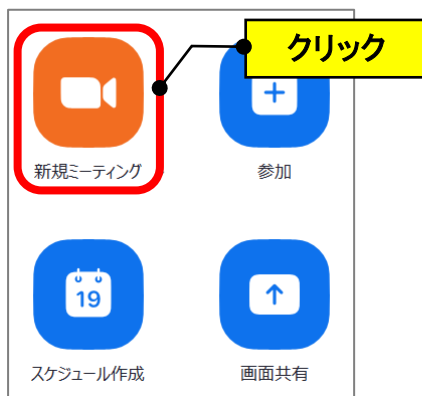 クリック
新規ミーティング
参加
19
スケジュール作成
画面共有